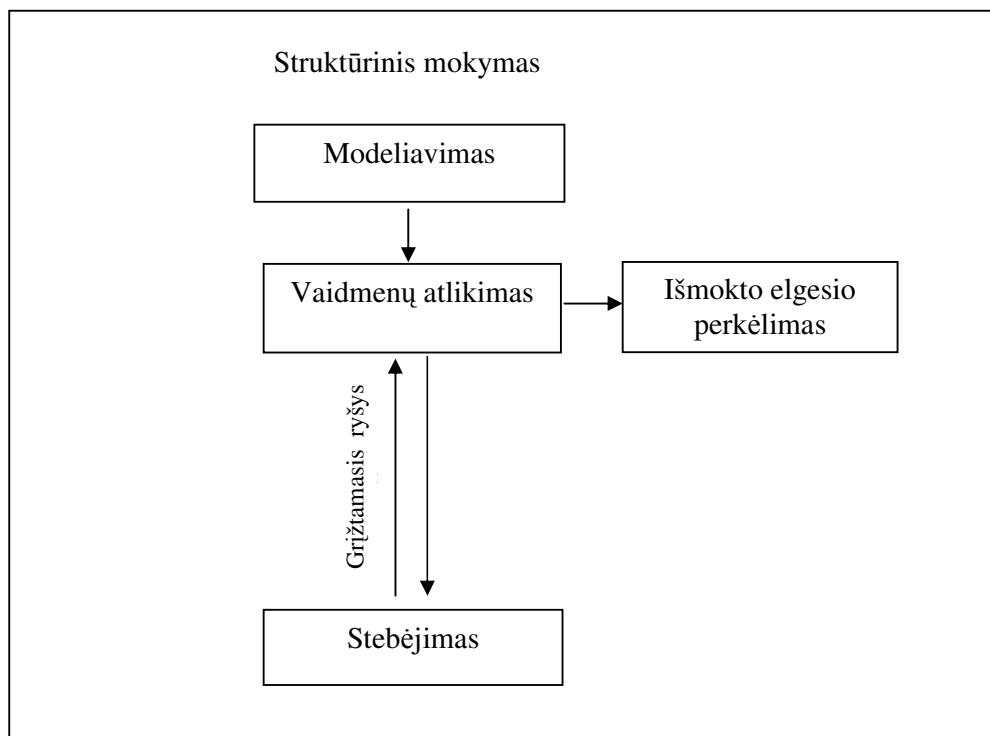 Struktūrinis mokymas
Modeliavimas
Vaidmenų atlikimas
Išmokto elgesio
perkėlimas
Grįžtamasis ryšys
Stebėjimas